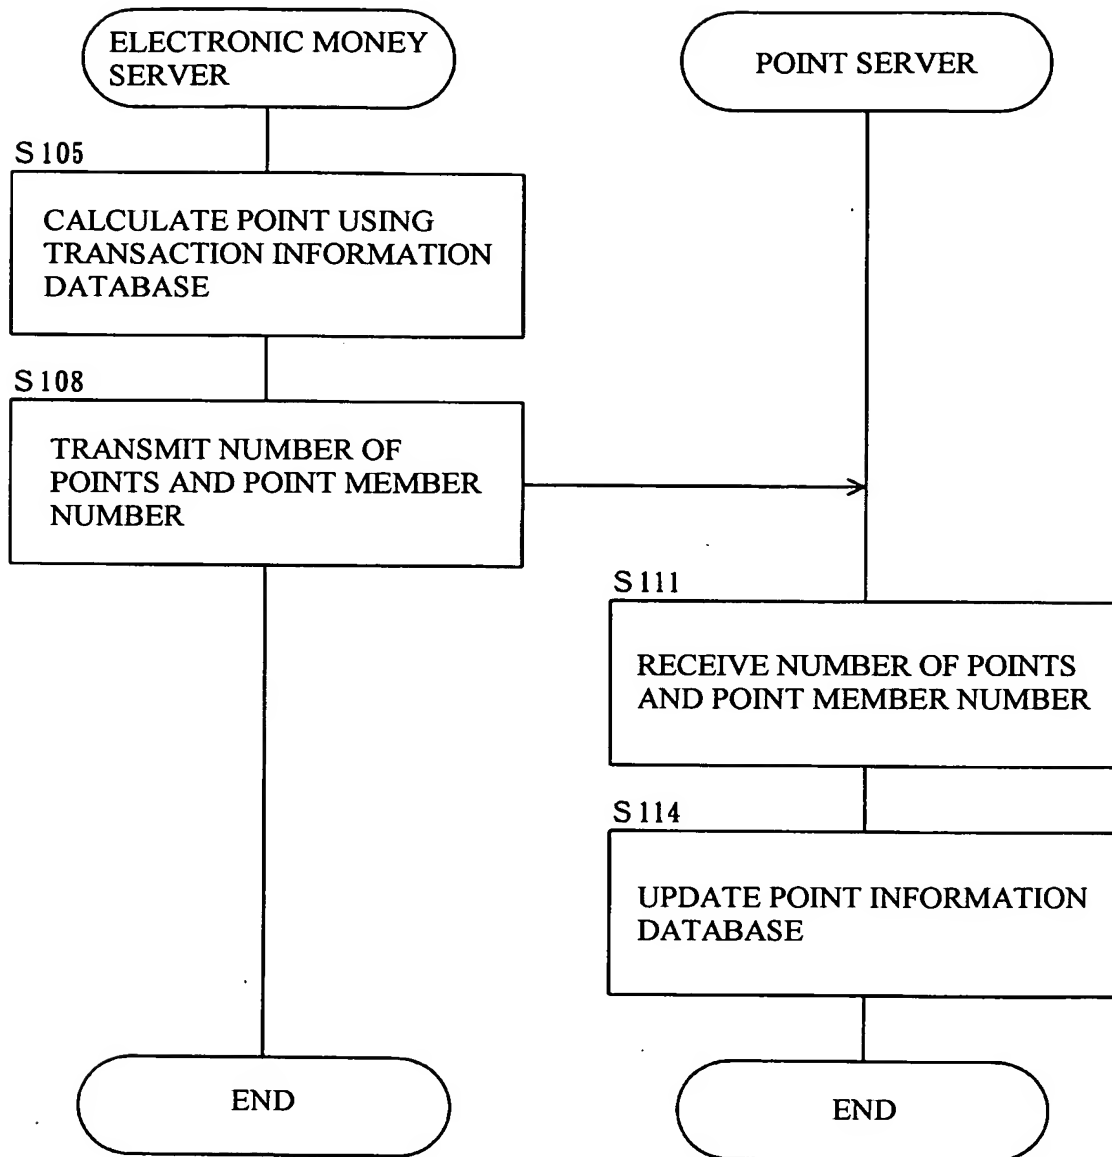 ELECTRONIC MONEY
SERVER
POINT SERVER
S105
CALCULATE POINT USING
TRANSACTION INFORMATION
DATABASE
S108
TRANSMIT NUMBER OF
POINTS AND POINT MEMBER
NUMBER
S111
RECEIVE NUMBER OF POINTS
AND POINT MEMBER NUMBER
S114
UPDATE POINT INFORMATION
DATABASE
END
END